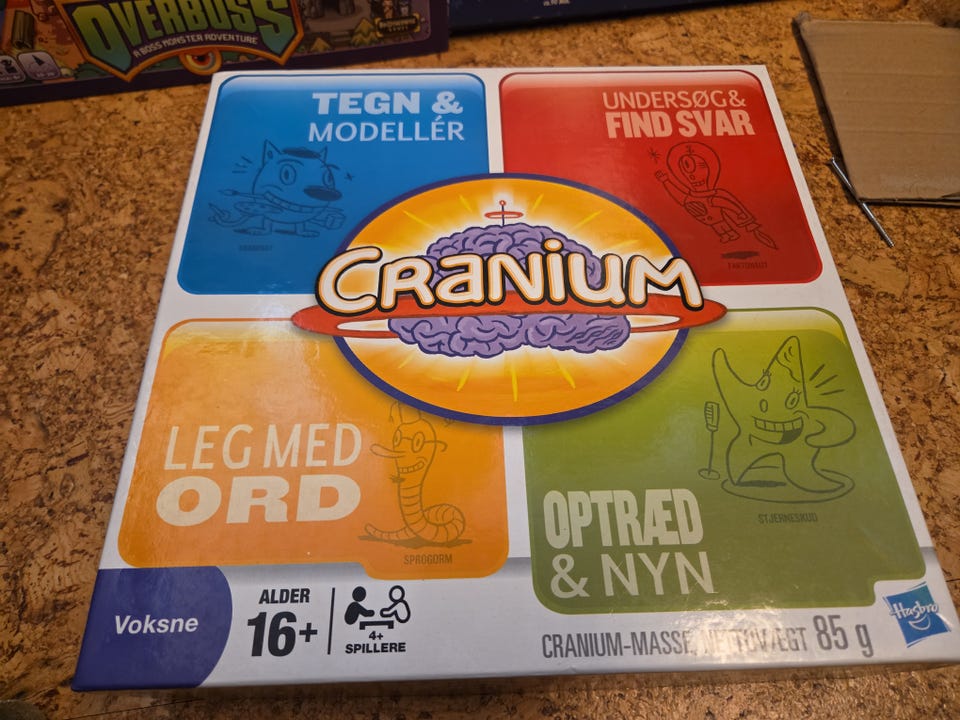 OVERBOSS
A BOSS MONSTER ADVENTURE
TEGN &
MODELLÉR
UNDERSØG &
FIND SVAR
FAKTONAUT
CRANIUM
LEG MED
ORD
SPROGORM
OPTRÆD
& NYN
STJERNESKUD
Voksne
ALDER
16+
4+
SPILLERE
CRANIUM-MASSE, NETTOVÆGT 85 g
Hasbro